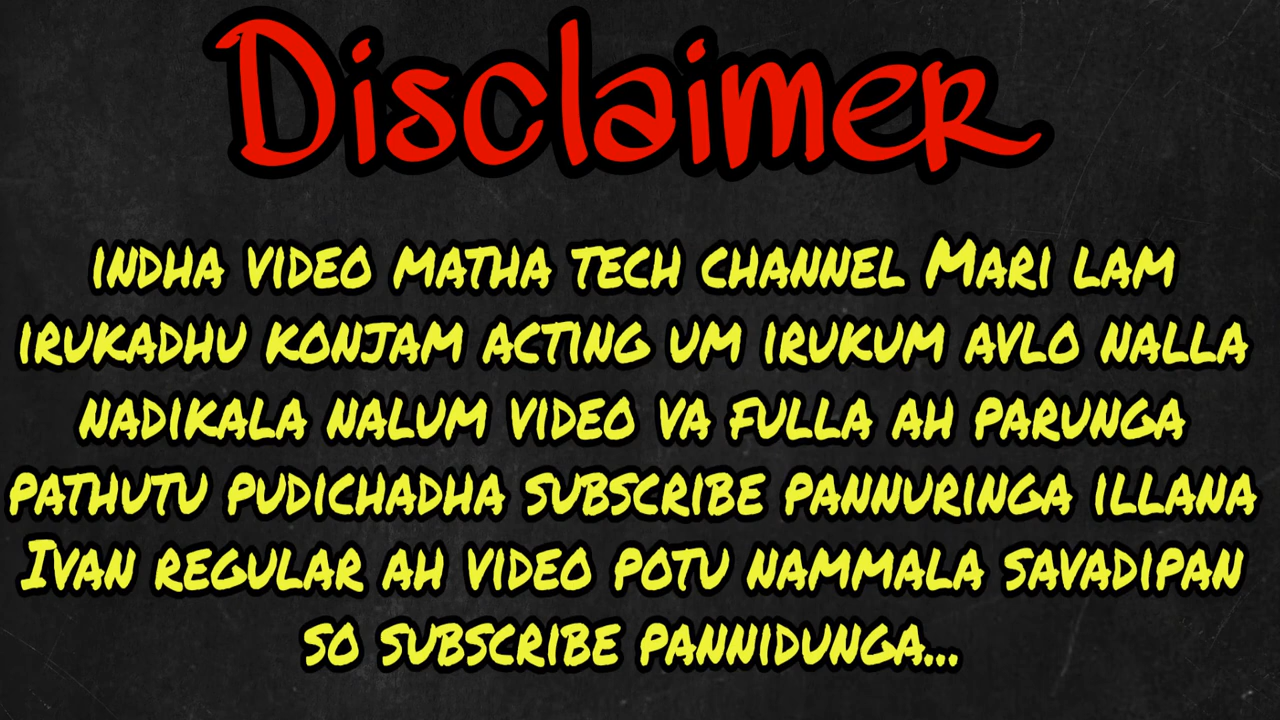 Disclaimer
indha video matha tech channel Mari lam
irukadhu konjam acting um irukum avlo nalla
nadikala nalum video va fulla ah parunga
pathutu pudichadha subscribe pannuringa illana
Ivan regular ah video potu nammala savadipan
so subscribe pannidunga...